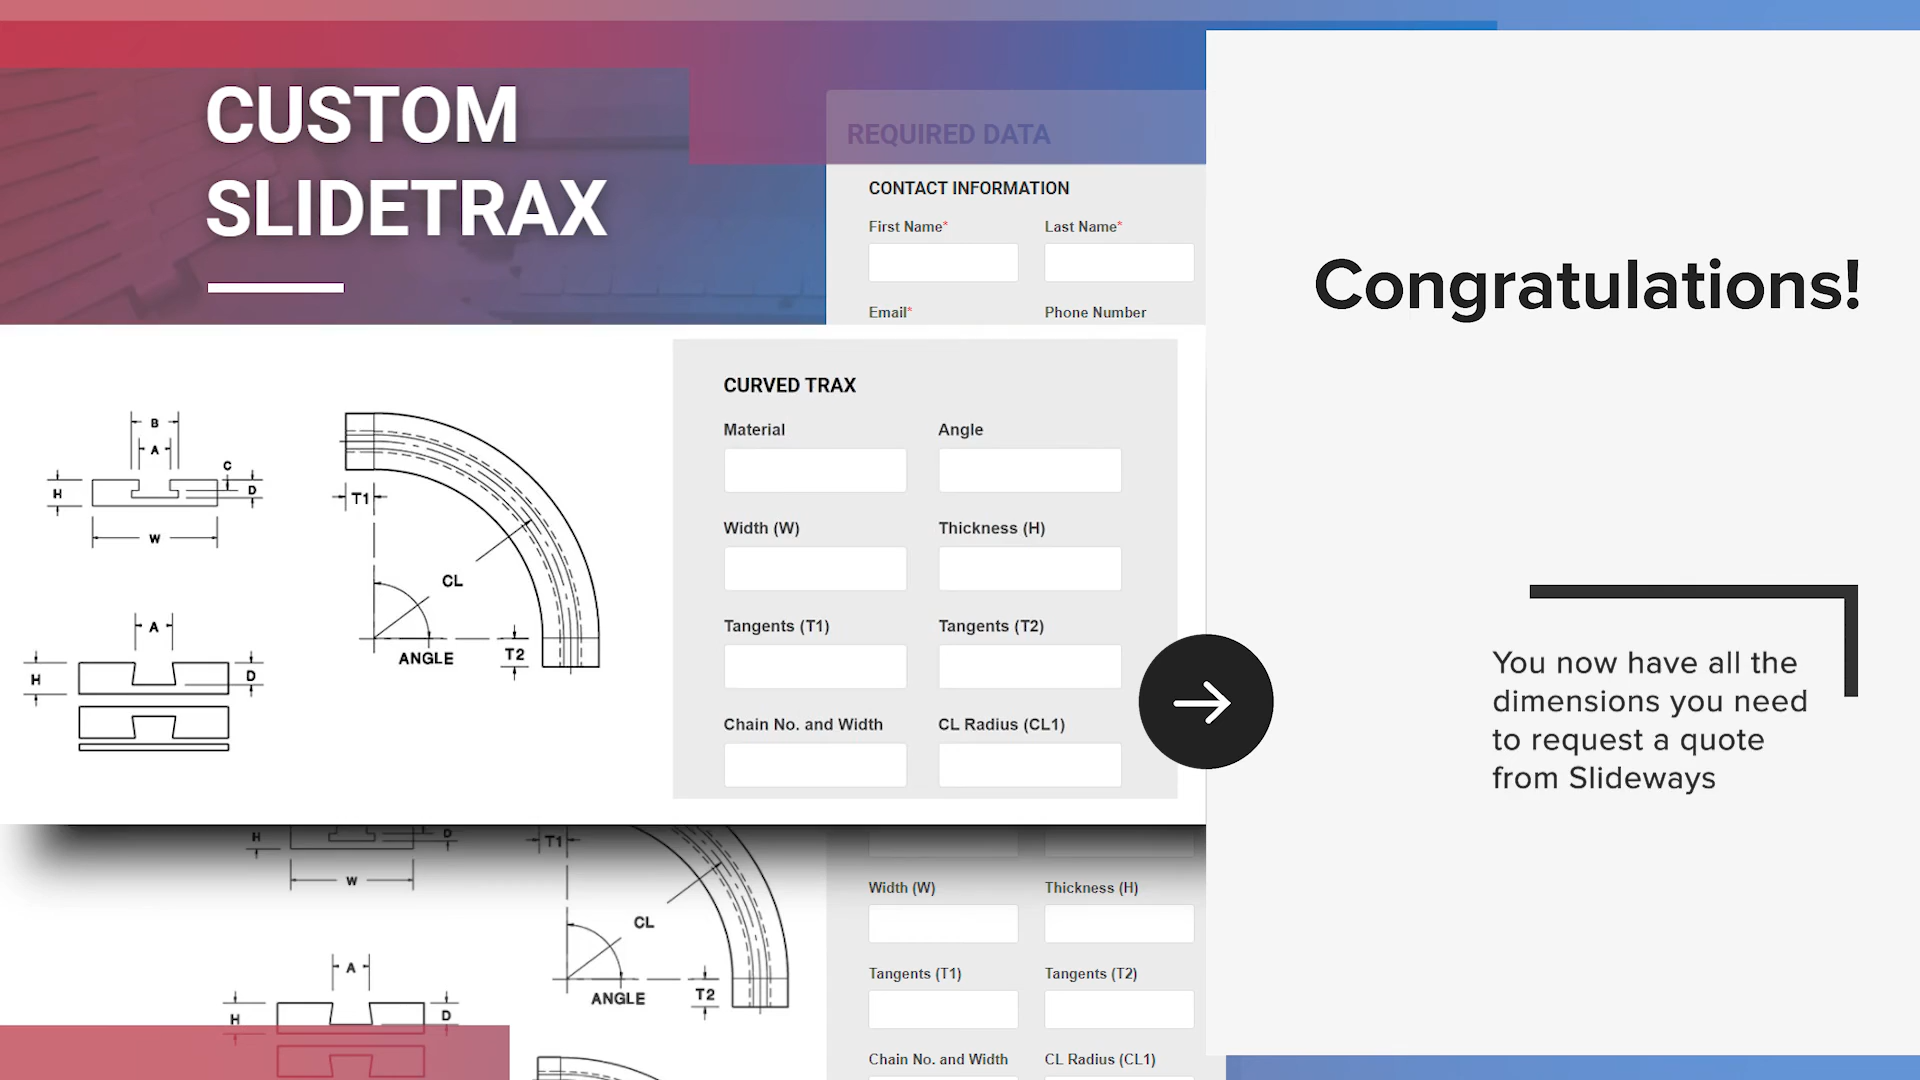 CUSTOM
SLIDETRAX
REQUIRED DATA
CONTACT INFORMATION
First Name* Last Name*
Email* Phone Number
CURVED TRAX
Material Angle
Width (W) Thickness (H)
Tangents (T1) Tangents (T2)
Chain No. and Width CL Radius (CL1)
B
A
C
H D
W
T1
CL
ANGLE T2
A
H D
Congratulations!
You now have all the
dimensions you need
to request a quote
from Slideways
H D
W
T1
CL
ANGLE T2
A
H D
Width (W) Thickness (H)
Tangents (T1) Tangents (T2)
Chain No. and Width CL Radius (CL1)